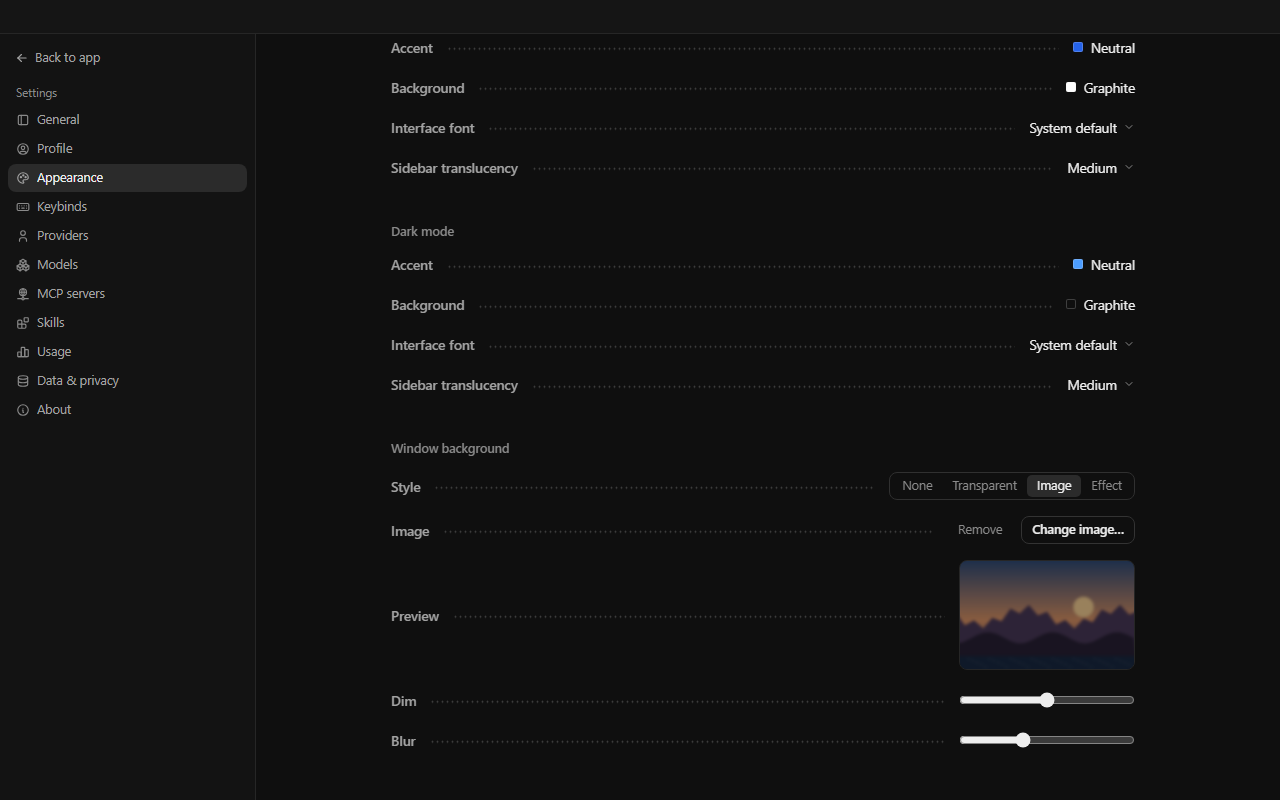 Back to app
Settings
General
Profile
Appearance
Keybinds
Providers
Models
MCP servers
Skills
Usage
Data & privacy
About
Accent Neutral
Background Graphite
Interface font System default
Sidebar translucency Medium
Dark mode
Accent Neutral
Background Graphite
Interface font System default
Sidebar translucency Medium
Window background
Style None Transparent Image Effect
Image Remove Change image...
Preview
Dim
Blur